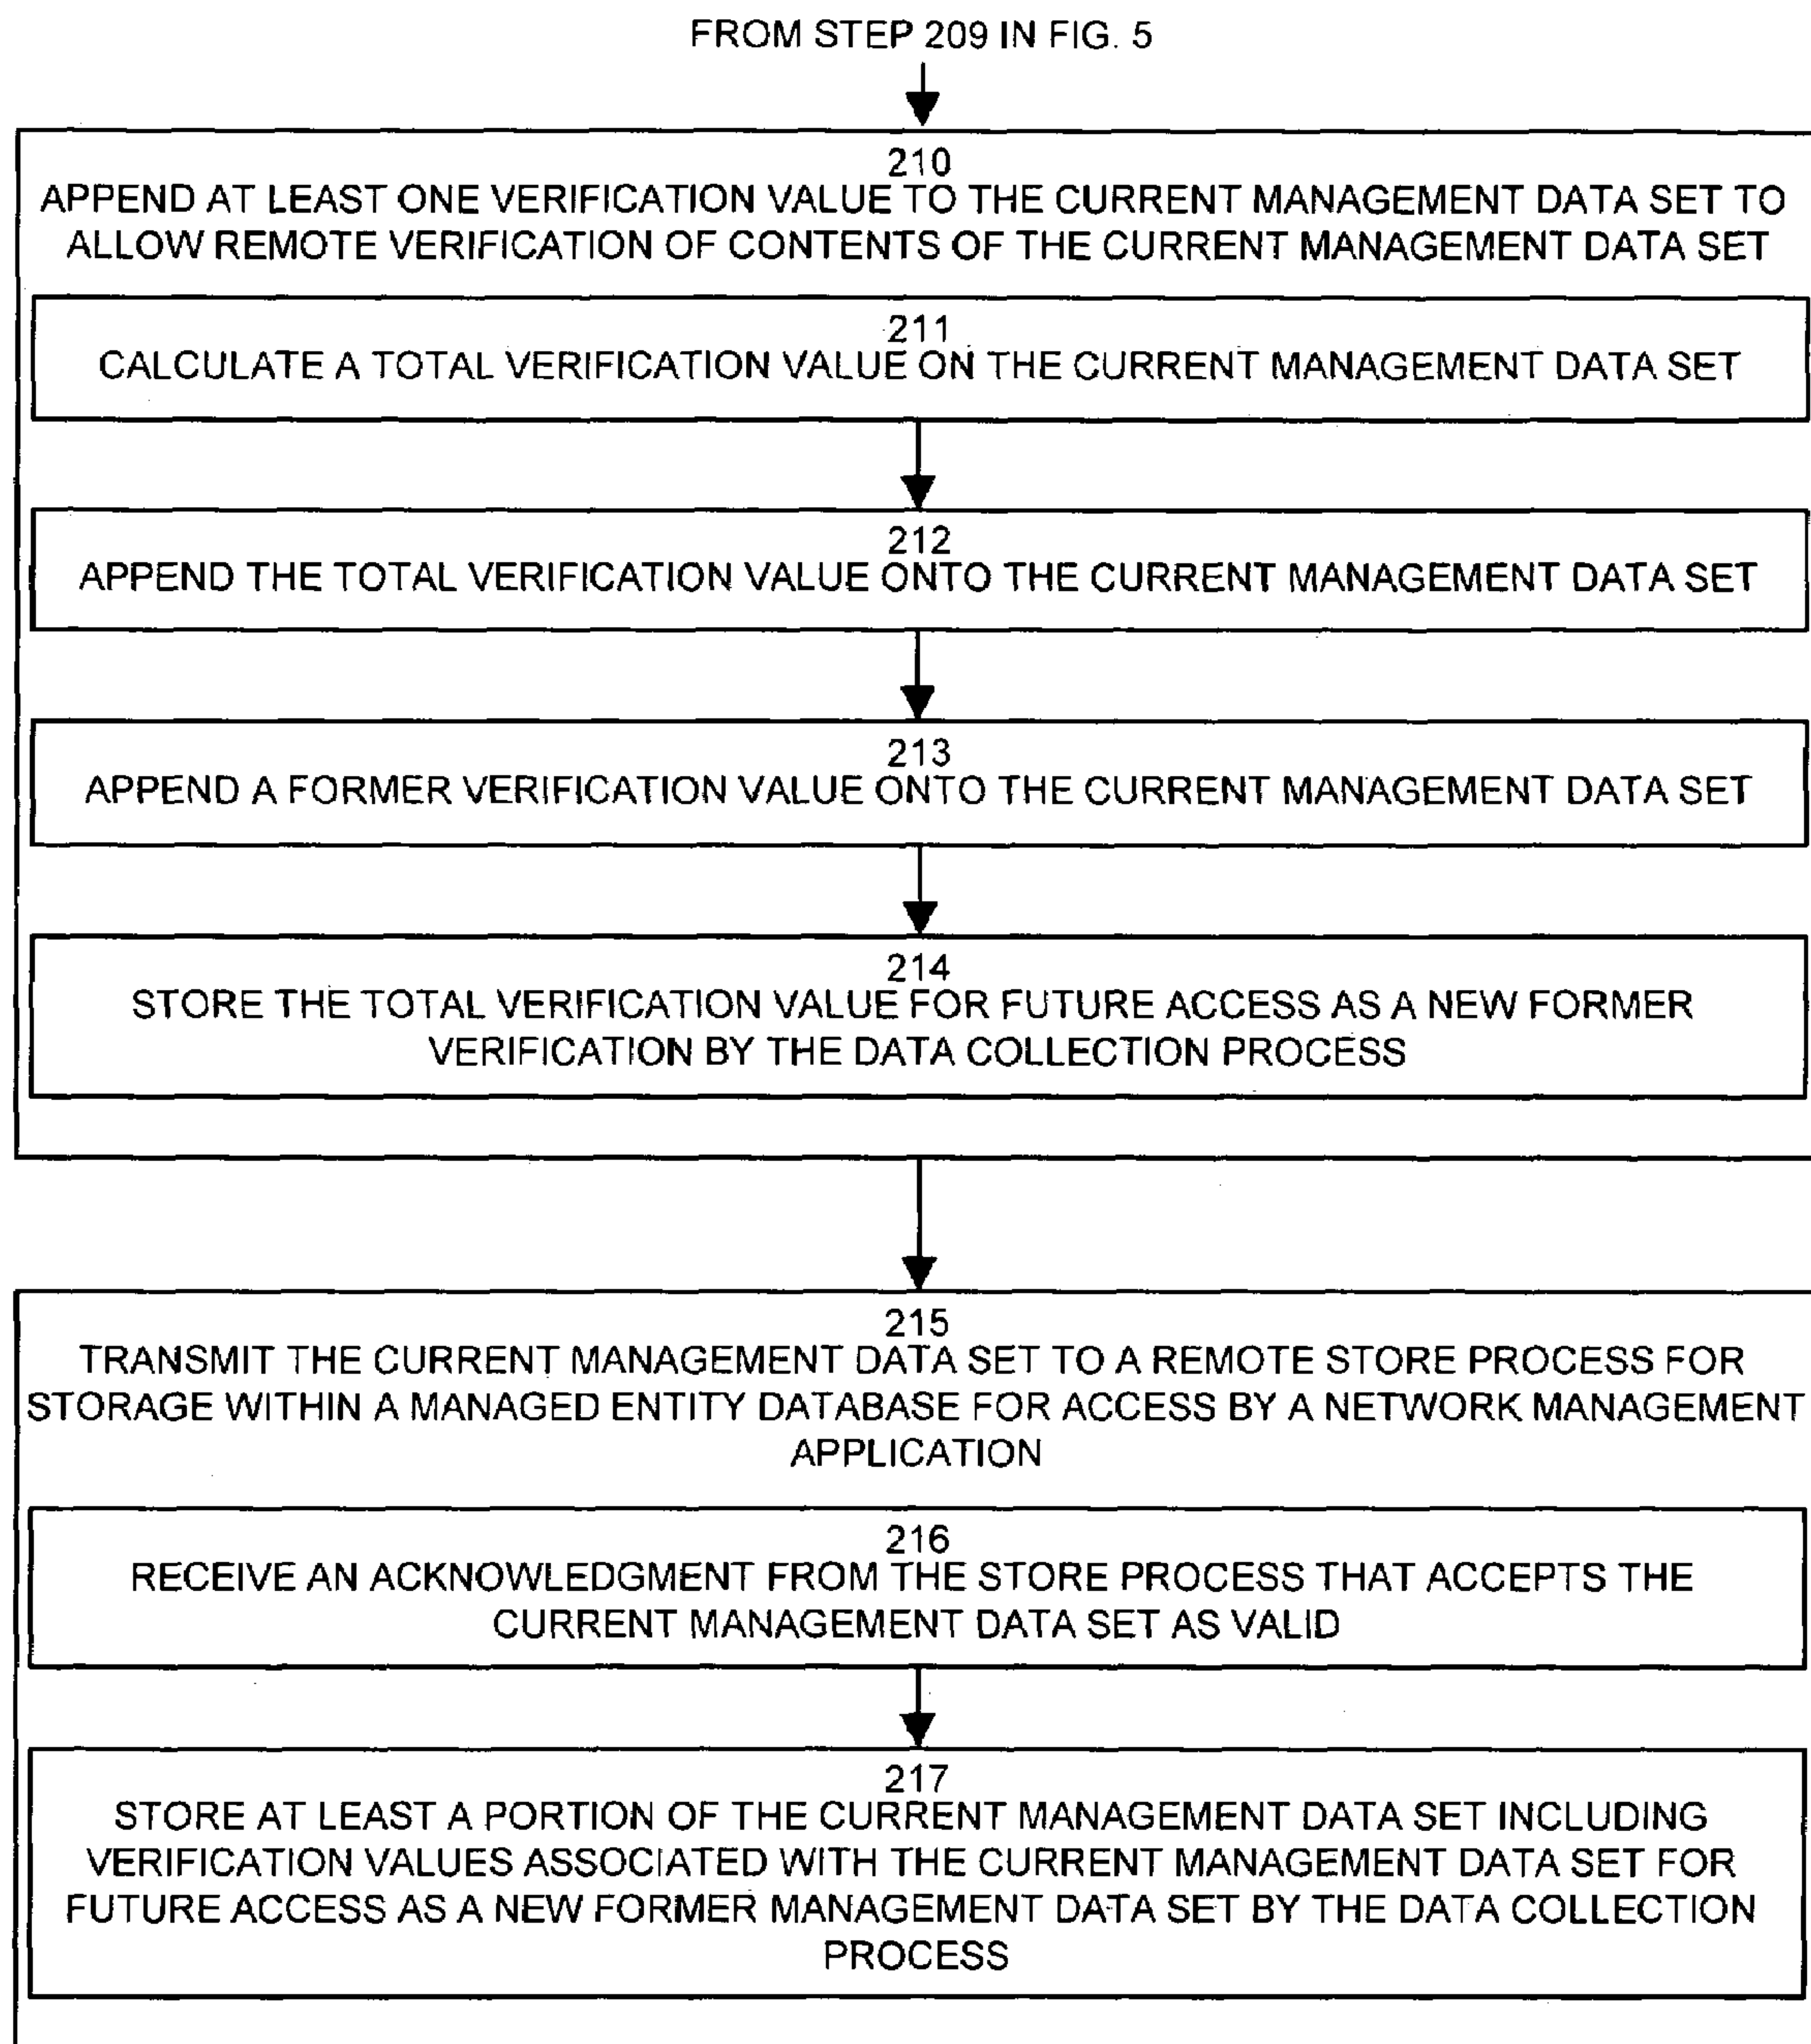 FROM STEP 209 IN FIG. 5
210
APPEND AT LEAST ONE VERIFICATION VALUE TO THE CURRENT MANAGEMENT DATA SET TO
ALLOW REMOTE VERIFICATION OF CONTENTS OF THE CURRENT MANAGEMENT DATA SET
211
CALCULATE A TOTAL VERIFICATION VALUE ON THE CURRENT MANAGEMENT DATA SET
212
APPEND THE TOTAL VERIFICATION VALUE ONTO THE CURRENT MANAGEMENT DATA SET
213
APPEND A FORMER VERIFICATION VALUE ONTO THE CURRENT MANAGEMENT DATA SET
214
STORE THE TOTAL VERIFICATION VALUE FOR FUTURE ACCESS AS A NEW FORMER
VERIFICATION BY THE DATA COLLECTION PROCESS
215
TRANSMIT THE CURRENT MANAGEMENT DATA SET TO A REMOTE STORE PROCESS FOR
STORAGE WITHIN A MANAGED ENTITY DATABASE FOR ACCESS BY A NETWORK MANAGEMENT
APPLICATION
216
RECEIVE AN ACKNOWLEDGMENT FROM THE STORE PROCESS THAT ACCEPTS THE
CURRENT MANAGEMENT DATA SET AS VALID
217
STORE AT LEAST A PORTION OF THE CURRENT MANAGEMENT DATA SET INCLUDING
VERIFICATION VALUES ASSOCIATED WITH THE CURRENT MANAGEMENT DATA SET FOR
FUTURE ACCESS AS A NEW FORMER MANAGEMENT DATA SET BY THE DATA COLLECTION
PROCESS